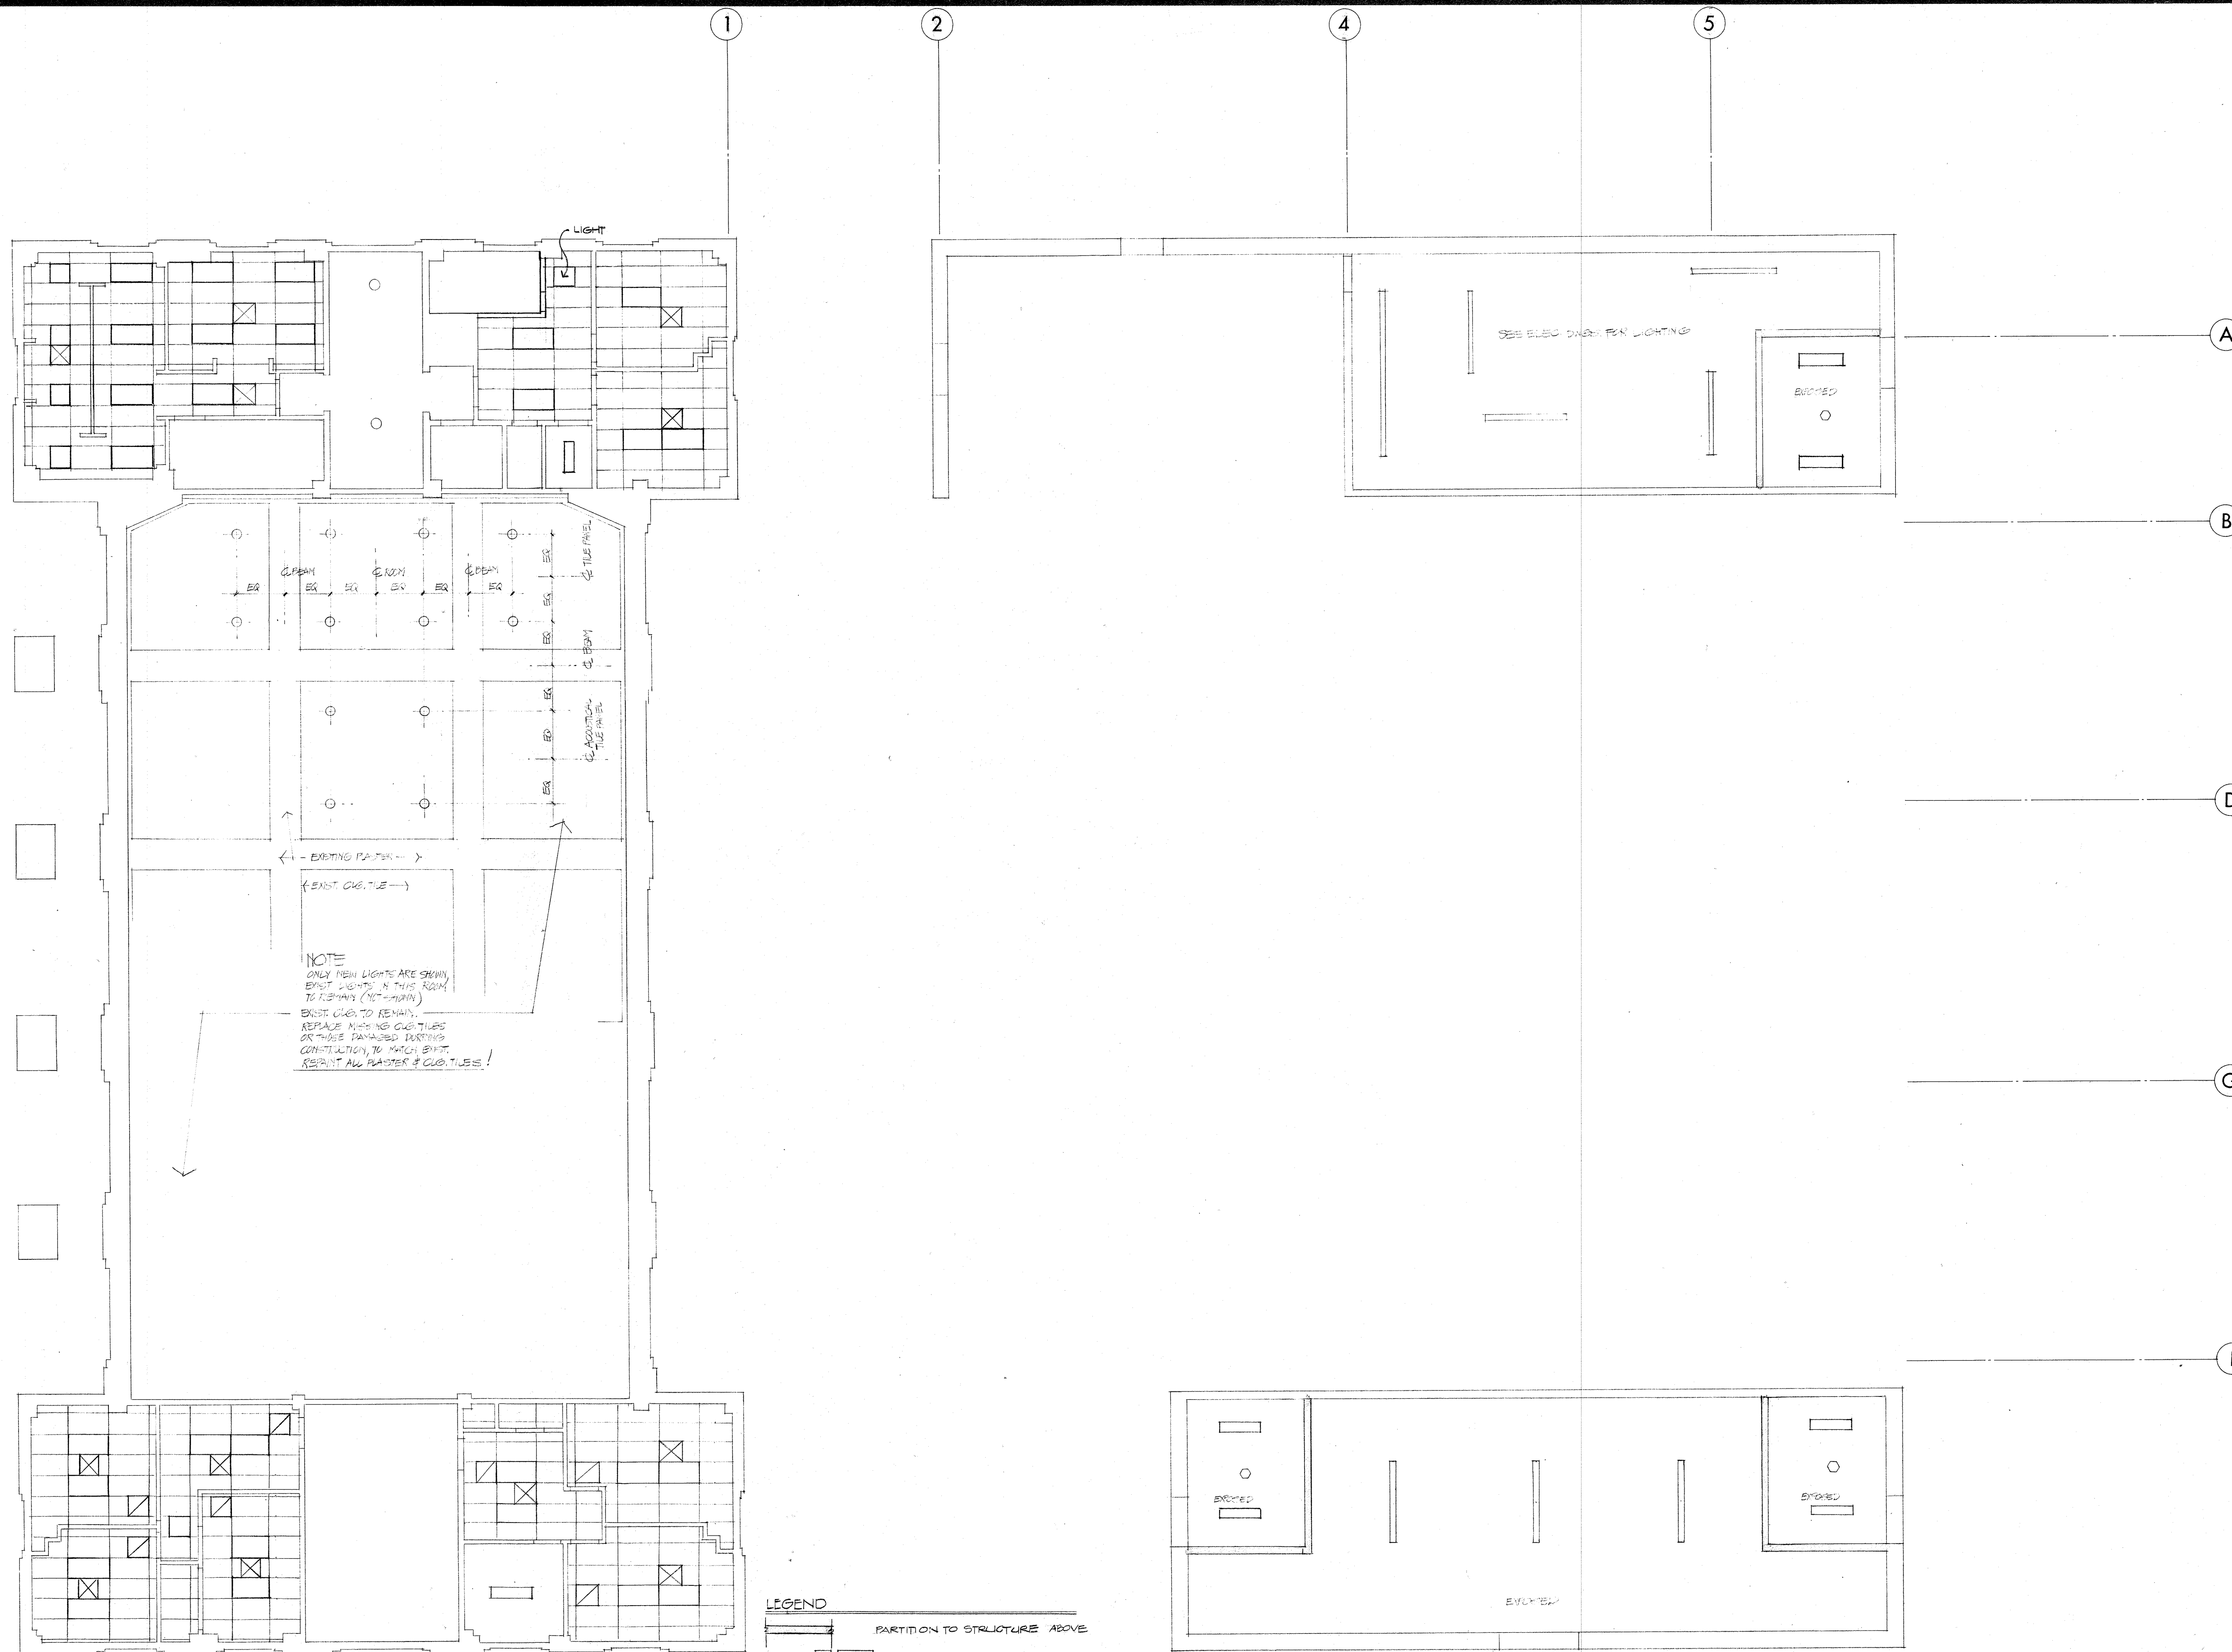 1
2
4
5
LIGHT
A
SEE ELEC. DWGS. FOR LIGHTING
EXPOSED
B
℄ TILE PANEL
EQ
℄ BEAM
℄ ROOM
℄ BEAM
EQ
EQ
EQ
EQ
EQ
EQ
EQ
EQ
℄ BEAM
EQ
℄ ACOUSTICAL
TILE PANEL
EQ
EQ
D
EXISTING PLASTER
EXIST. CLG. TILE
NOTE
ONLY NEW LIGHTS ARE SHOWN,
EXIST LIGHTS IN THIS ROOM
TO REMAIN (NOT SHOWN)
EXIST. CLG. TO REMAIN.
REPLACE MISSING CLG. TILES
OR THOSE DAMAGED DURRING
CONSTRUCTION, TO MATCH EXIST.
REPAINT ALL PLASTER & CLG. TILES!
G
EXPOSED
EXPOSED
EXPOSED
LEGEND
PARTITION TO STRUCTURE ABOVE